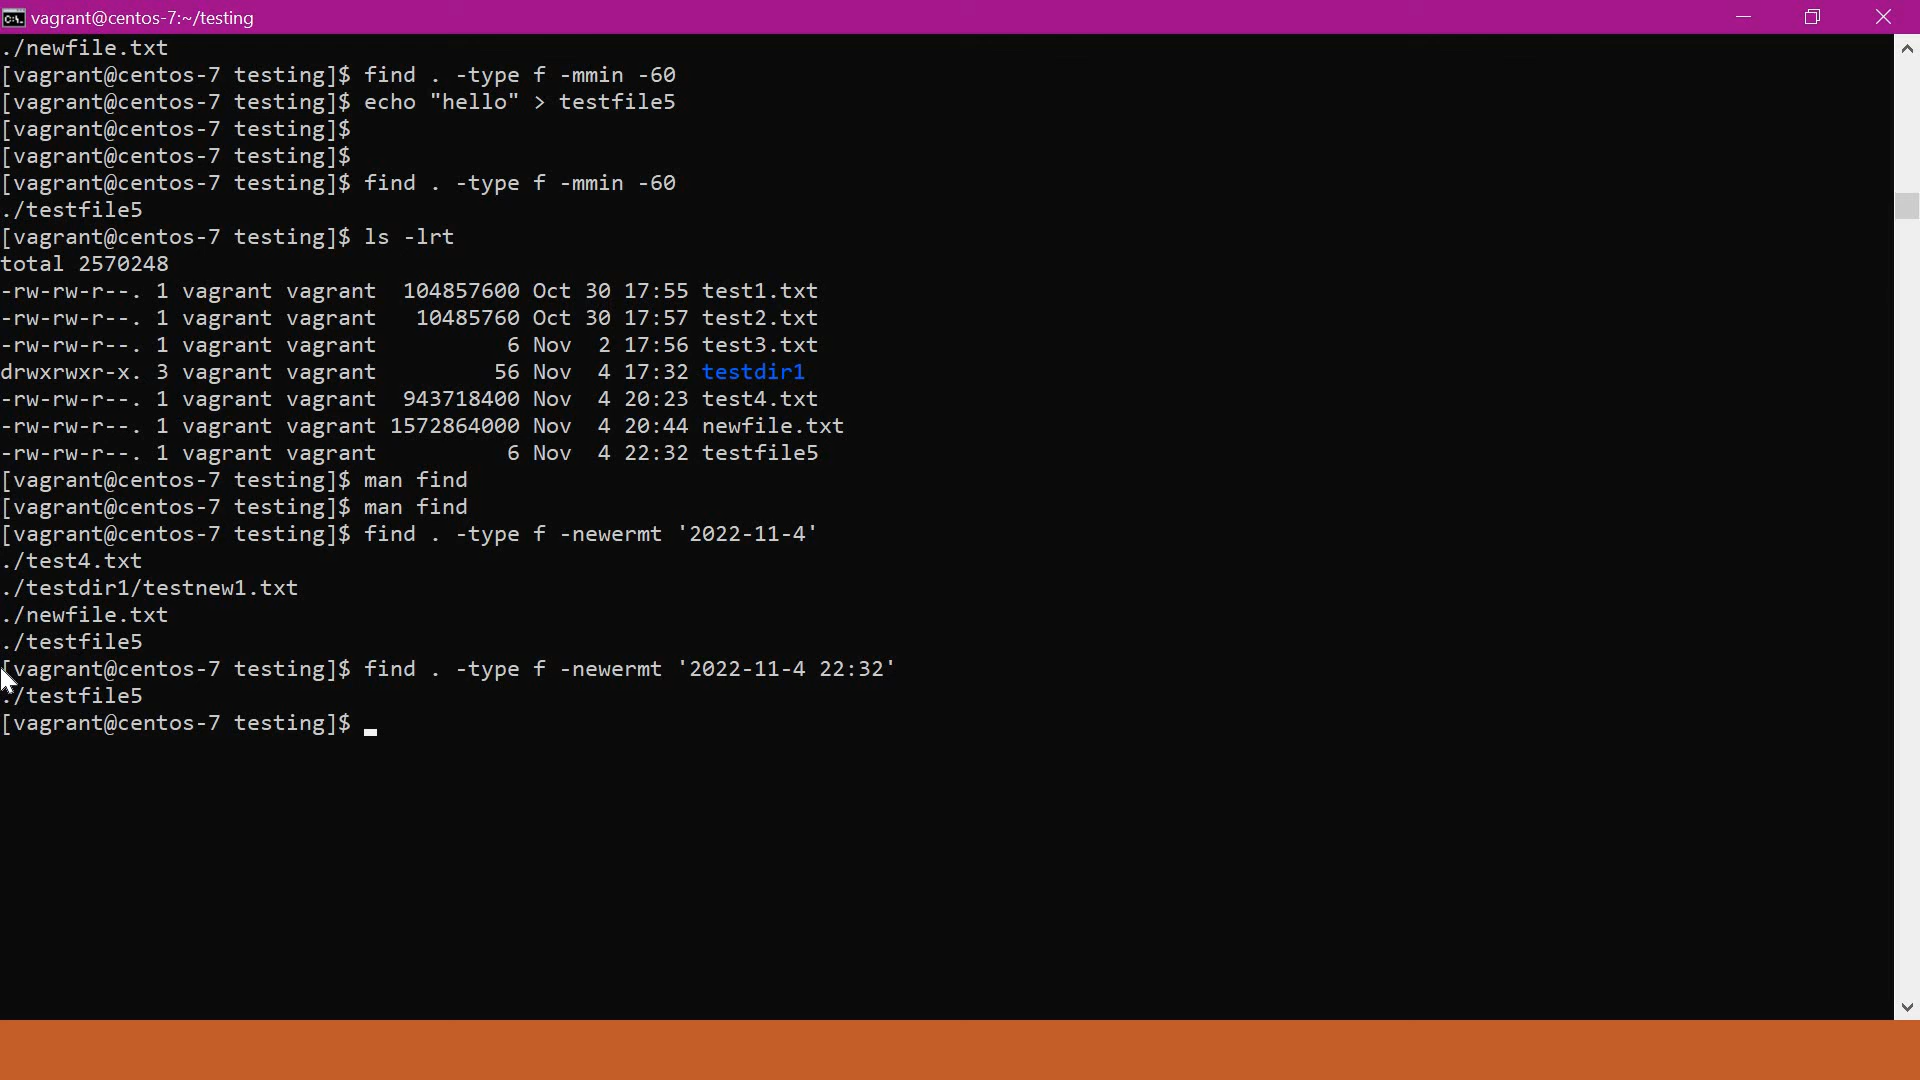 vagrant@centos-7:~/testing
./newfile.txt
[vagrant@centos-7 testing]$ find . -type f -mmin -60
[vagrant@centos-7 testing]$ echo "hello" > testfile5
[vagrant@centos-7 testing]$
[vagrant@centos-7 testing]$
[vagrant@centos-7 testing]$ find . -type f -mmin -60
./testfile5
[vagrant@centos-7 testing]$ ls -lrt
total 2570248
-rw-rw-r--. 1 vagrant vagrant  104857600 Oct 30 17:55 test1.txt
-rw-rw-r--. 1 vagrant vagrant   10485760 Oct 30 17:57 test2.txt
-rw-rw-r--. 1 vagrant vagrant          6 Nov  2 17:56 test3.txt
drwxrwxr-x. 3 vagrant vagrant         56 Nov  4 17:32 testdir1
-rw-rw-r--. 1 vagrant vagrant  943718400 Nov  4 20:23 test4.txt
-rw-rw-r--. 1 vagrant vagrant 1572864000 Nov  4 20:44 newfile.txt
-rw-rw-r--. 1 vagrant vagrant          6 Nov  4 22:32 testfile5
[vagrant@centos-7 testing]$ man find
[vagrant@centos-7 testing]$ man find
[vagrant@centos-7 testing]$ find . -type f -newermt '2022-11-4'
./test4.txt
./testdir1/testnew1.txt
./newfile.txt
./testfile5
[vagrant@centos-7 testing]$ find . -type f -newermt '2022-11-4 22:32'
./testfile5
[vagrant@centos-7 testing]$